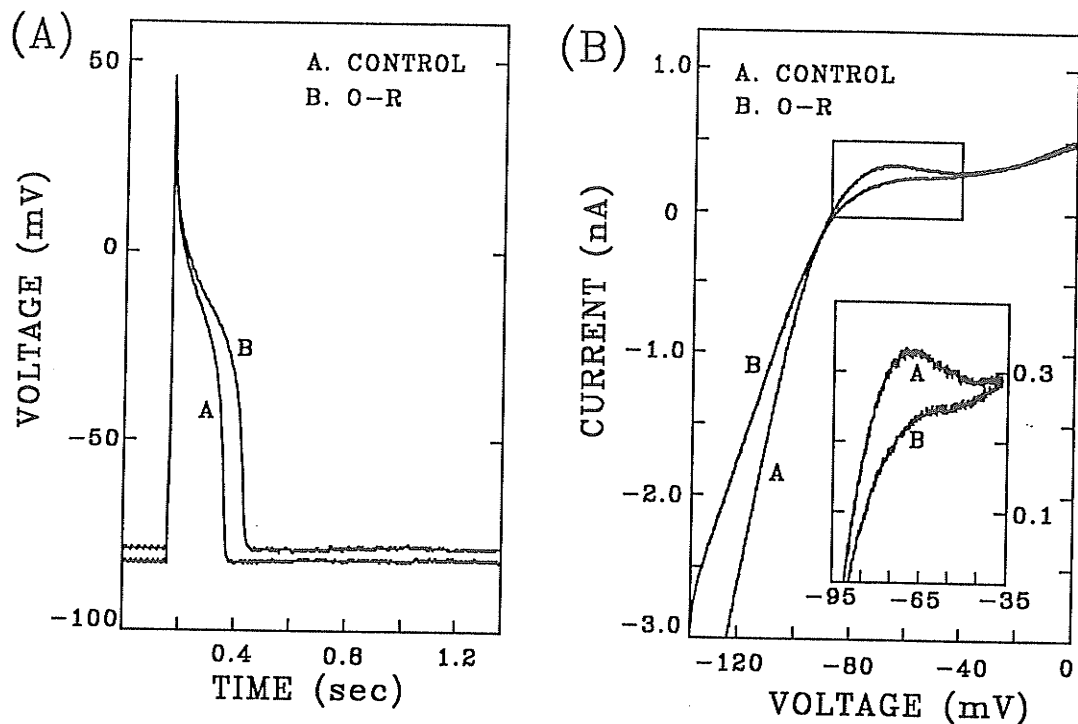 (A)
A. CONTROL
B. O-R
50
0
-50
-100
VOLTAGE (mV)
B
A
0.4
0.8
1.2
TIME (sec)
(B)
A. CONTROL
B. O-R
1.0
0
-1.0
-2.0
-3.0
CURRENT (nA)
B
A
A
B
0.3
0.1
-95
-65
-35
-120
-80
-40
0
VOLTAGE (mV)